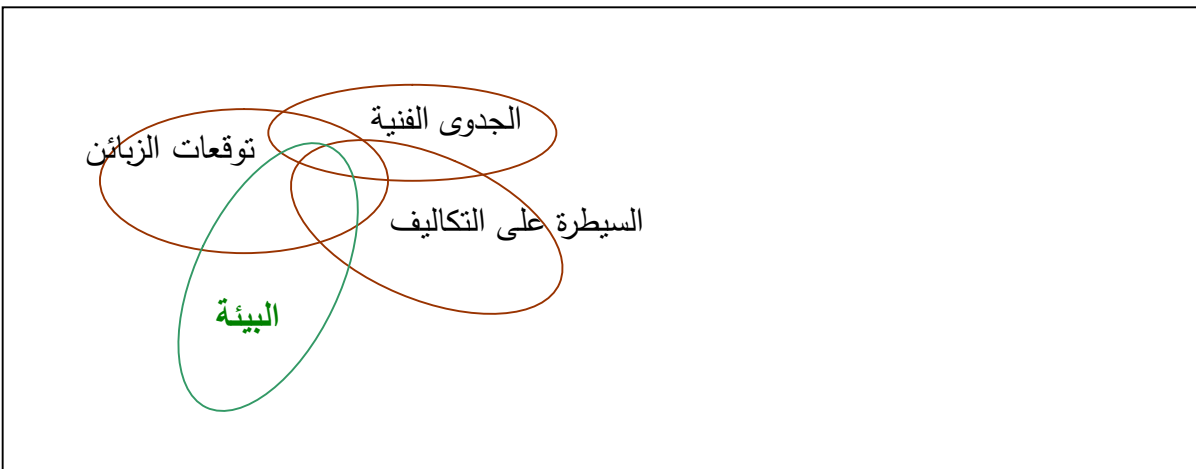 الجدوى الفنية
توقعات الزبائن
السيطرة على التكاليف
البيئة